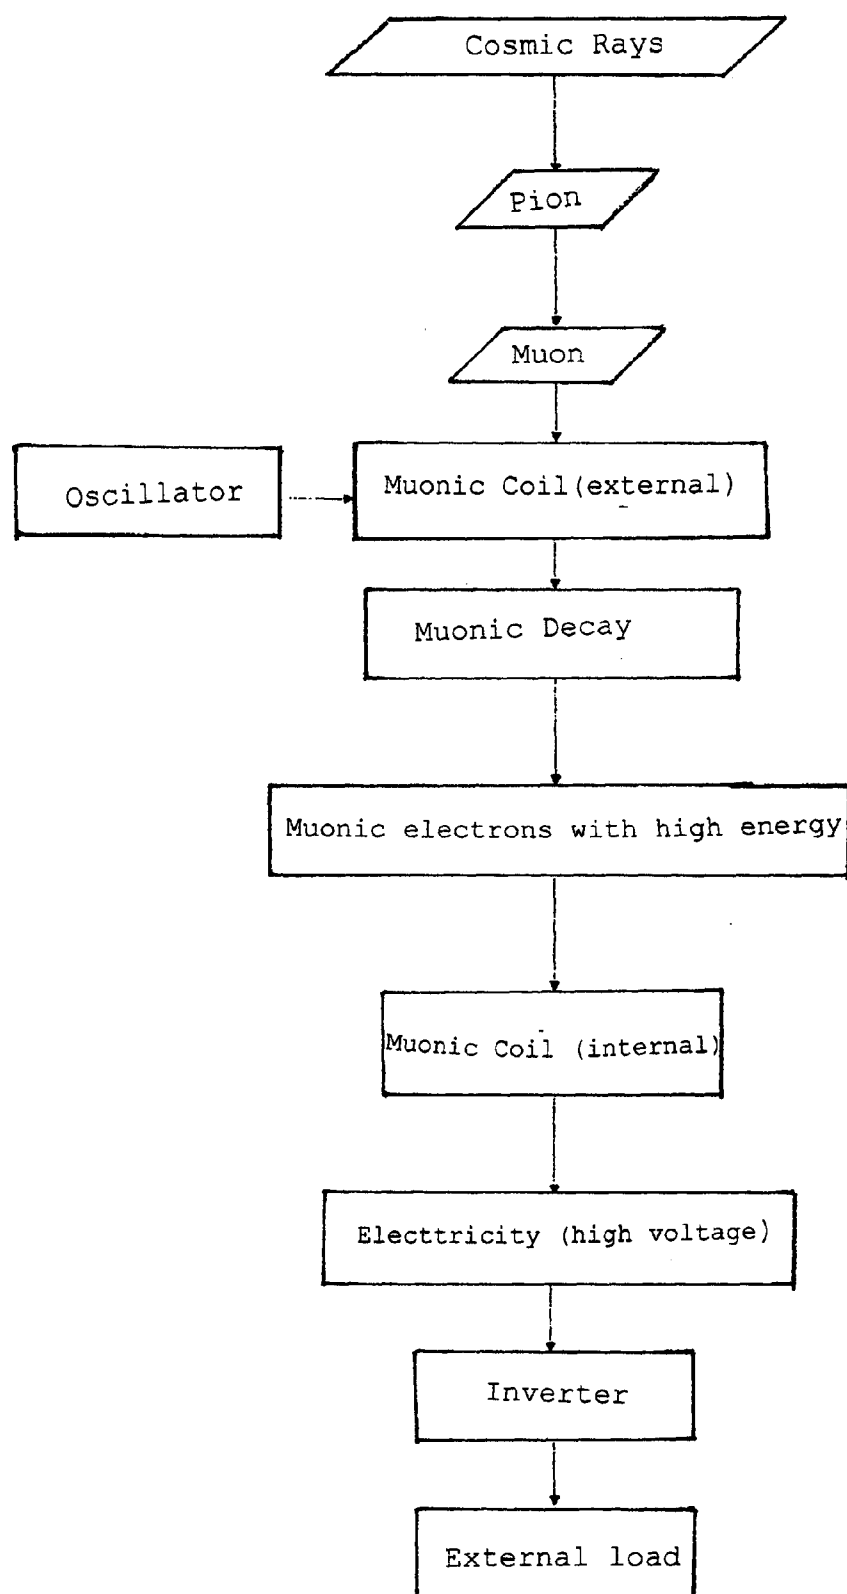 Cosmic Rays
Pion
Muon
Oscillator
Muonic Coil(external)
Muonic Decay
Muonic electrons with high energy
Muonic Coil (internal)
Electtricity (high voltage)
Inverter
External load